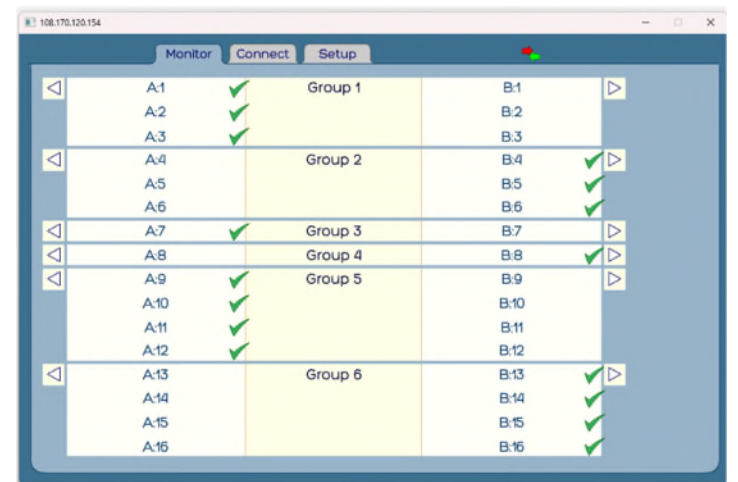 108.170.120.154
Monitor Connect Setup
A:1 Group 1 B:1
A:2 B:2
A:3 B:3
A:4 Group 2 B:4
A:5 B:5
A:6 B:6
A:7 Group 3 B:7
A:8 Group 4 B:8
A:9 Group 5 B:9
A:10 B:10
A:11 B:11
A:12 B:12
A:13 Group 6 B:13
A:14 B:14
A:15 B:15
A:16 B:16